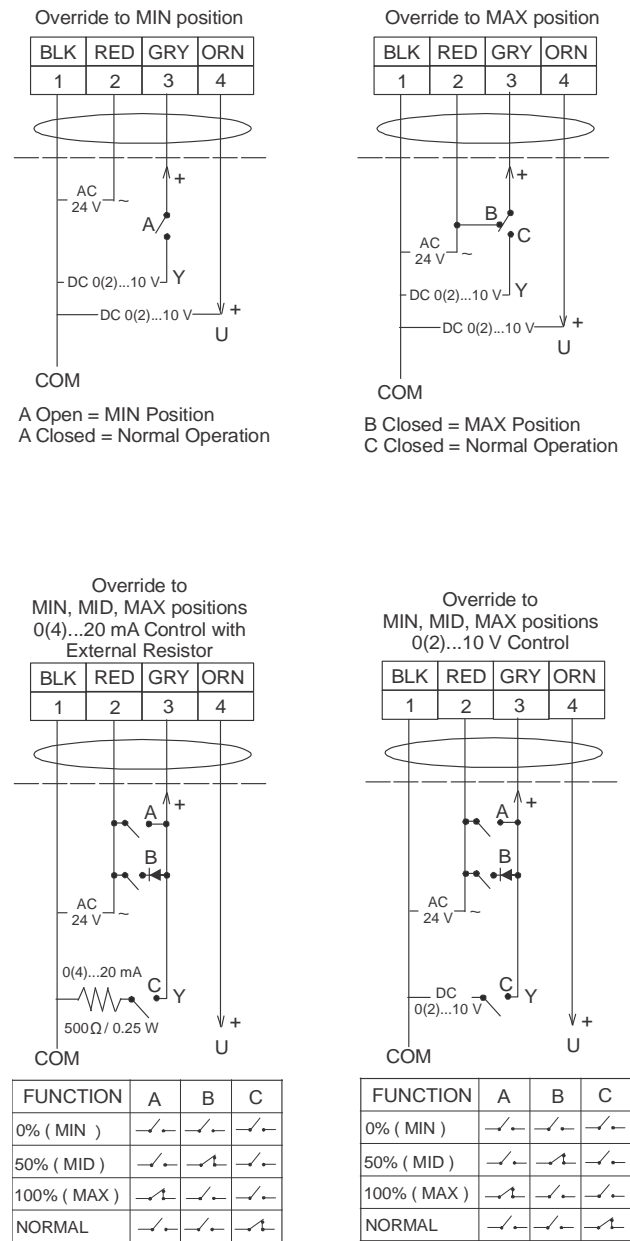 Override to MIN position
BLK RED GRY ORN
1 2 3 4
+
AC
24 V ~
A
DC 0(2)...10 V Y
DC 0(2)...10 V +
U
COM
A Open = MIN Position
A Closed = Normal Operation
Override to MAX position
BLK RED GRY ORN
1 2 3 4
+
B
C
AC
24 V ~
DC 0(2)...10 V Y
DC 0(2)...10 V +
U
COM
B Closed = MAX Position
C Closed = Normal Operation
Override to
MIN, MID, MAX positions
0(4)...20 mA Control with
External Resistor
BLK RED GRY ORN
1 2 3 4
+
A
B
AC
24 V ~
0(4)...20 mA
C Y
500Ω / 0.25 W
+
U
COM
FUNCTION A B C
0% ( MIN )
50% ( MID )
100% ( MAX )
NORMAL
Override to
MIN, MID, MAX positions
0(2)...10 V Control
BLK RED GRY ORN
1 2 3 4
+
A
B
AC
24 V ~
DC
0(2)...10 V
C Y
+
U
COM
FUNCTION A B C
0% ( MIN )
50% ( MID )
100% ( MAX )
NORMAL